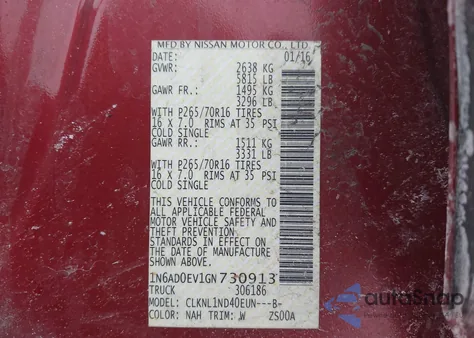 MFD BY NISSAN MOTOR CO., LTD.
DATE: 01/16
GVWR: 2638 KG
5815 LB
GAWR FR.: 1495 KG
3296 LB
WITH P265/70R16 TIRES
16 X 7.0 RIMS AT 35 PSI
COLD SINGLE
GAWR RR.: 1511 KG
3331 LB
WITH P265/70R16 TIRES
16 X 7.0 RIMS AT 35 PSI
COLD SINGLE
THIS VEHICLE CONFORMS TO
ALL APPLICABLE FEDERAL
MOTOR VEHICLE SAFETY AND
THEFT PREVENTION
STANDARDS IN EFFECT ON
THE DATE OF MANUFACTURE
SHOWN ABOVE.
1N6AD0EV1GN730913
TRUCK 306186
MODEL: CLKNL1ND40EUN---B-
COLOR: NAH TRIM: W ZS00A
autoSnap